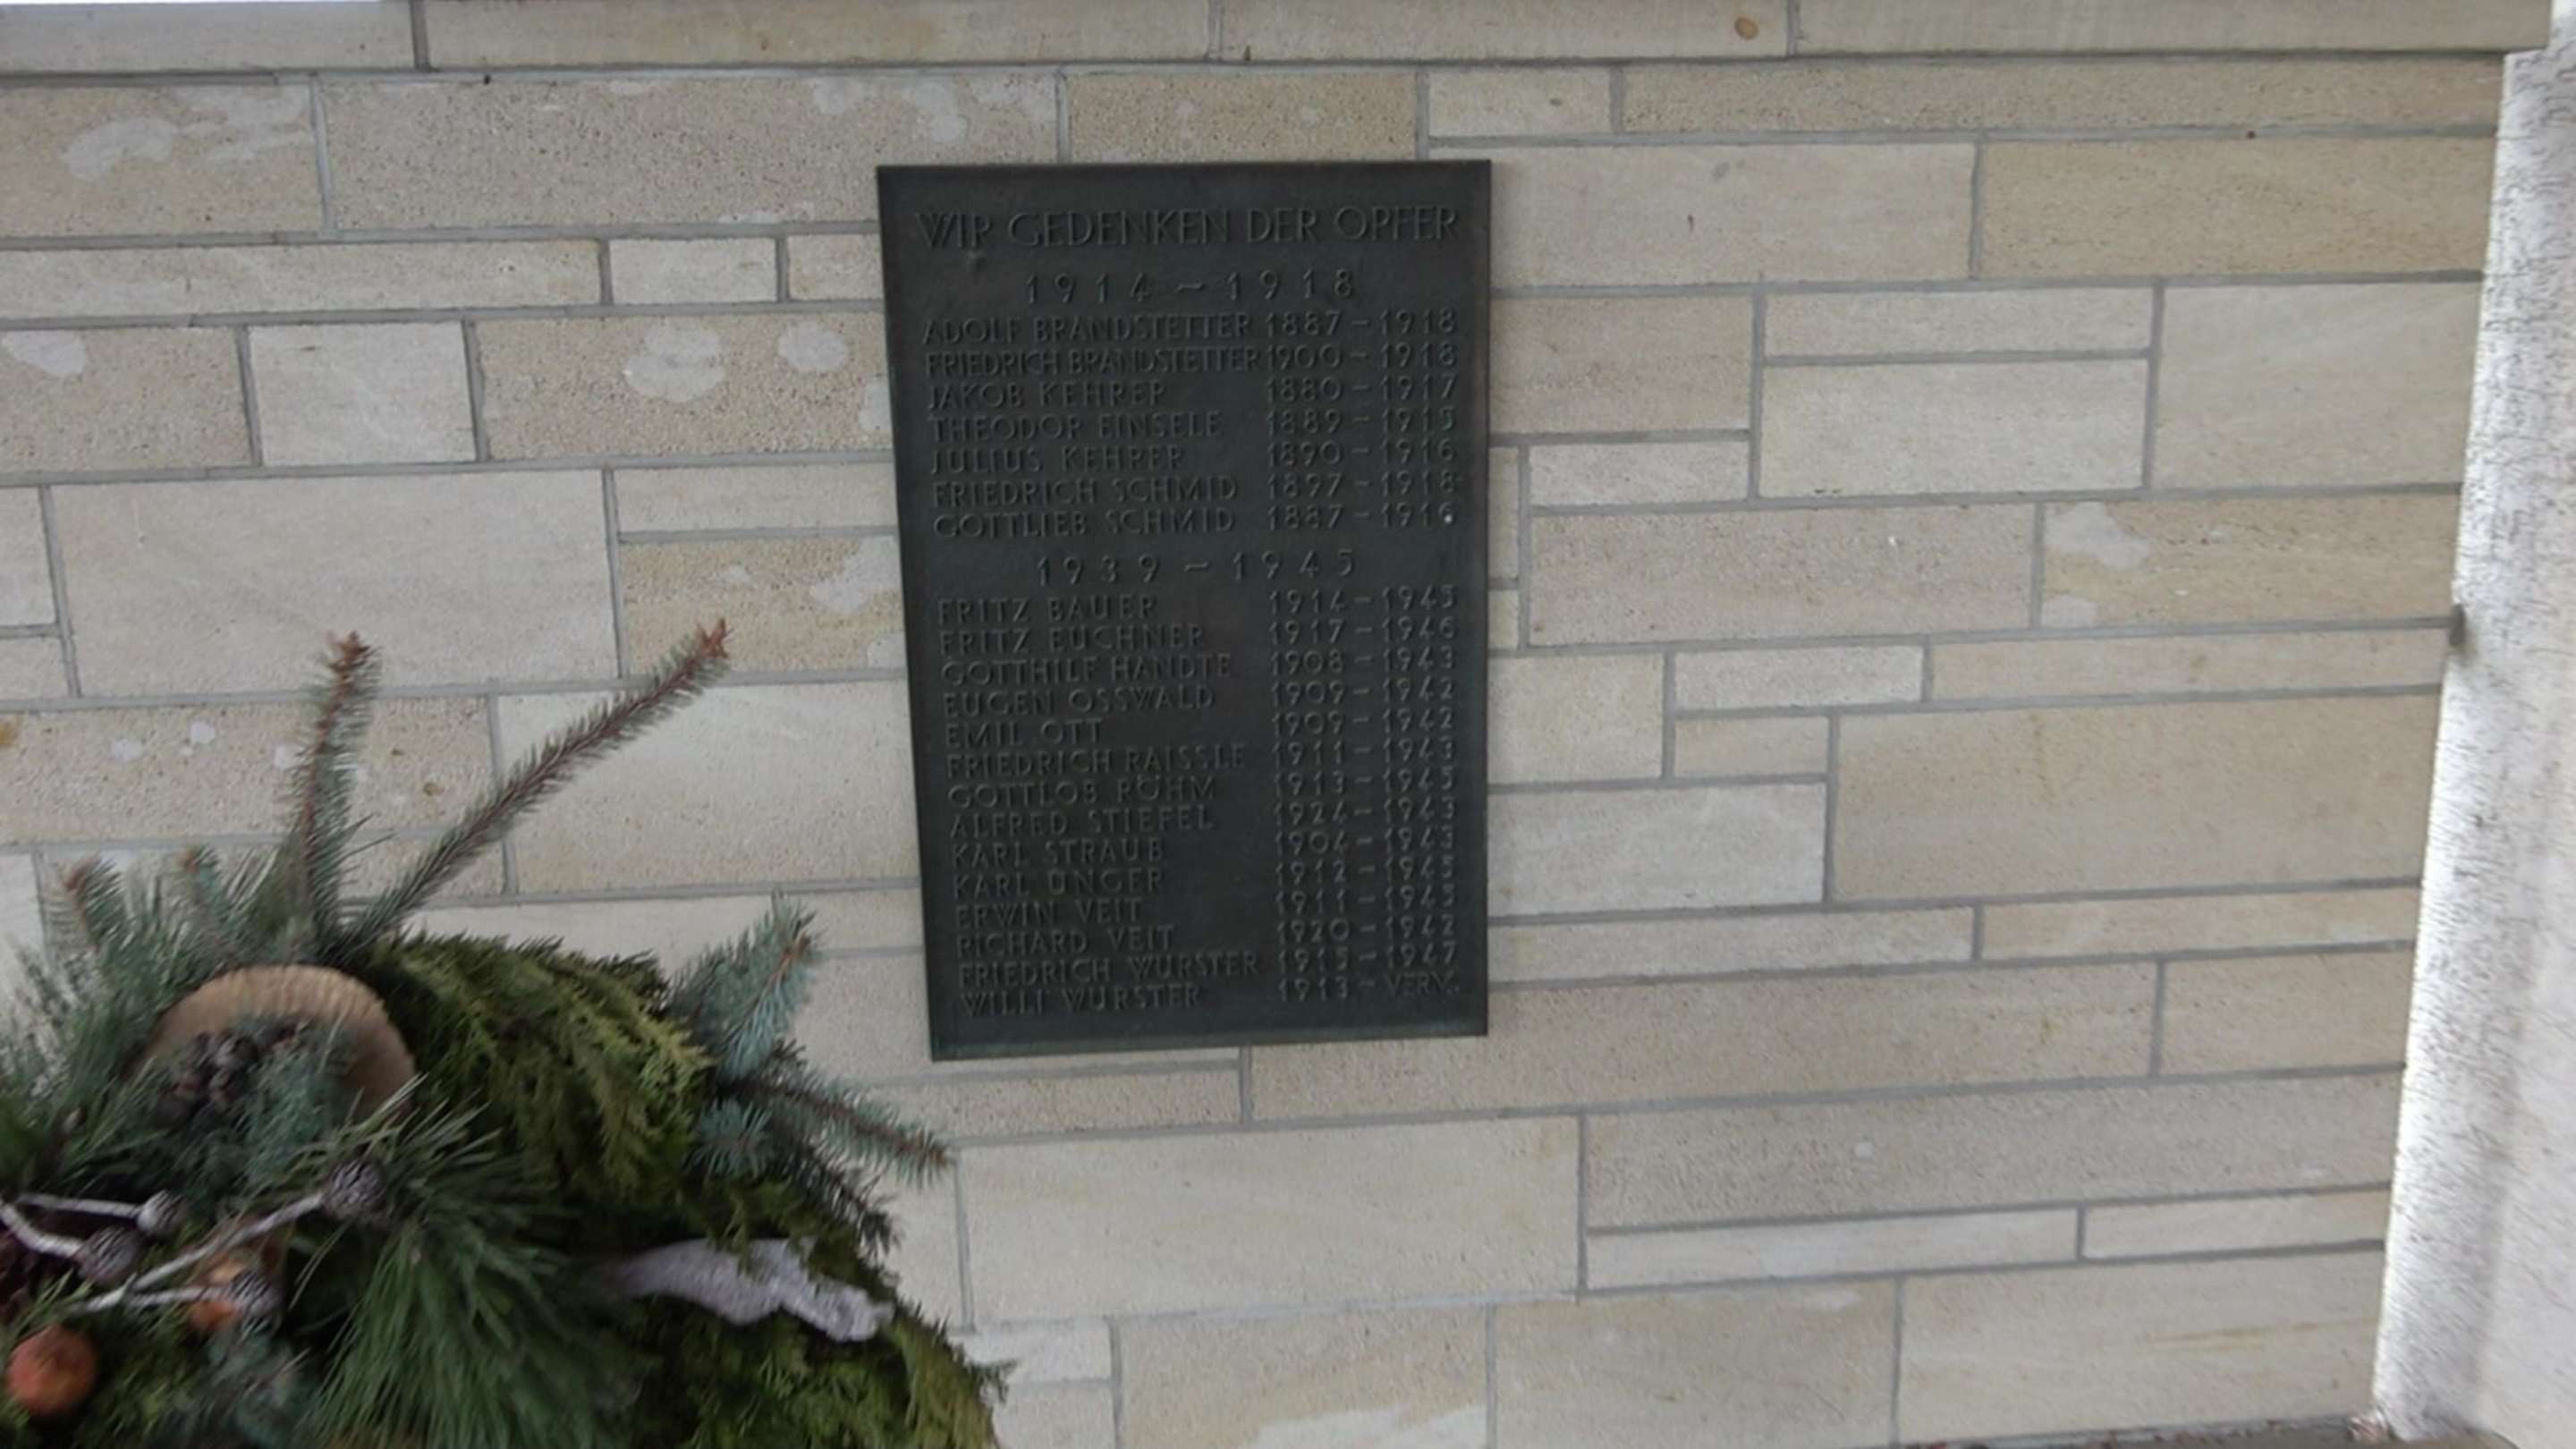 WIR GEDENKEN DER OPFER
1914 – 1918
ADOLF BRANDSTETTER 1887 – 1918
FRIEDRICH BRANDSTETTER 1900 – 1918
JAKOB KEHRER 1880 – 1917
THEODOR EINSELE 1889 – 1915
JULIUS KEHRER 1890 – 1916
FRIEDRICH SCHMID 1897 – 1918
GOTTLIEB SCHMID 1887 – 1916
1939 – 1945
FRITZ BAUER 1914 – 1945
FRITZ EUCHNER 1917 – 1946
GOTTHILF HANDTE 1908 – 1943
EUGEN OSSWALD 1909 – 1942
EMIL OTT 1909 – 1942
FRIEDRICH RAISSLE 1911 – 1943
GOTTLOB RÖHM 1913 – 1945
ALFRED STIEFEL 1924 – 1943
KARL STRAUB 1904 – 1943
KARL UNGER 1912 – 1945
ERWIN VEIT 1911 – 1945
RICHARD VEIT 1920 – 1942
FRIEDRICH WURSTER 1915 – 1947
WILLI WURSTER 1913 – VERM.